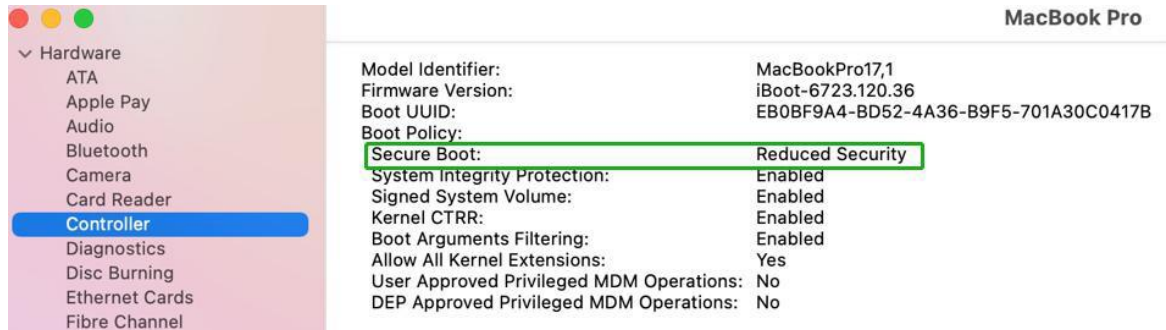 MacBook Pro
Hardware
ATA
Apple Pay
Audio
Bluetooth
Camera
Card Reader
Controller
Diagnostics
Disc Burning
Ethernet Cards
Fibre Channel
Model Identifier: MacBookPro17,1
Firmware Version: iBoot-6723.120.36
Boot UUID: EB0BF9A4-BD52-4A36-B9F5-701A30C0417B
Boot Policy:
Secure Boot: Reduced Security
System Integrity Protection: Enabled
Signed System Volume: Enabled
Kernel CTRR: Enabled
Boot Arguments Filtering: Enabled
Allow All Kernel Extensions: Yes
User Approved Privileged MDM Operations: No
DEP Approved Privileged MDM Operations: No